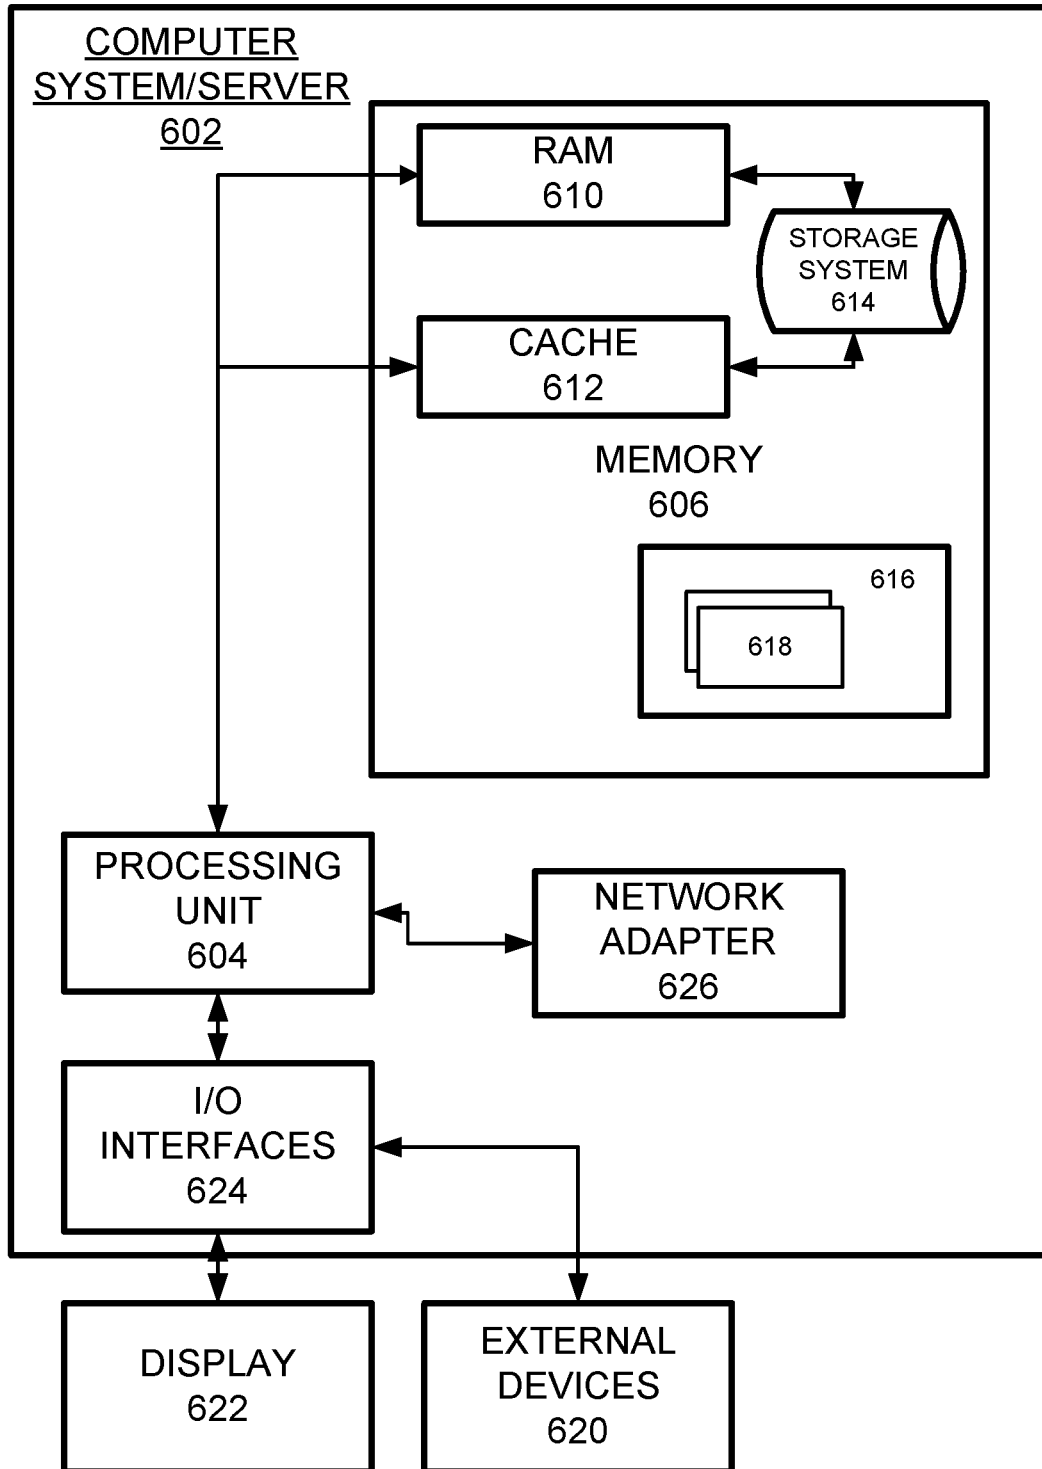 COMPUTER
SYSTEM/SERVER
602
RAM
610
STORAGE
SYSTEM
614
CACHE
612
MEMORY
606
616
618
PROCESSING
UNIT
604
NETWORK
ADAPTER
626
I/O
INTERFACES
624
DISPLAY
622
EXTERNAL
DEVICES
620